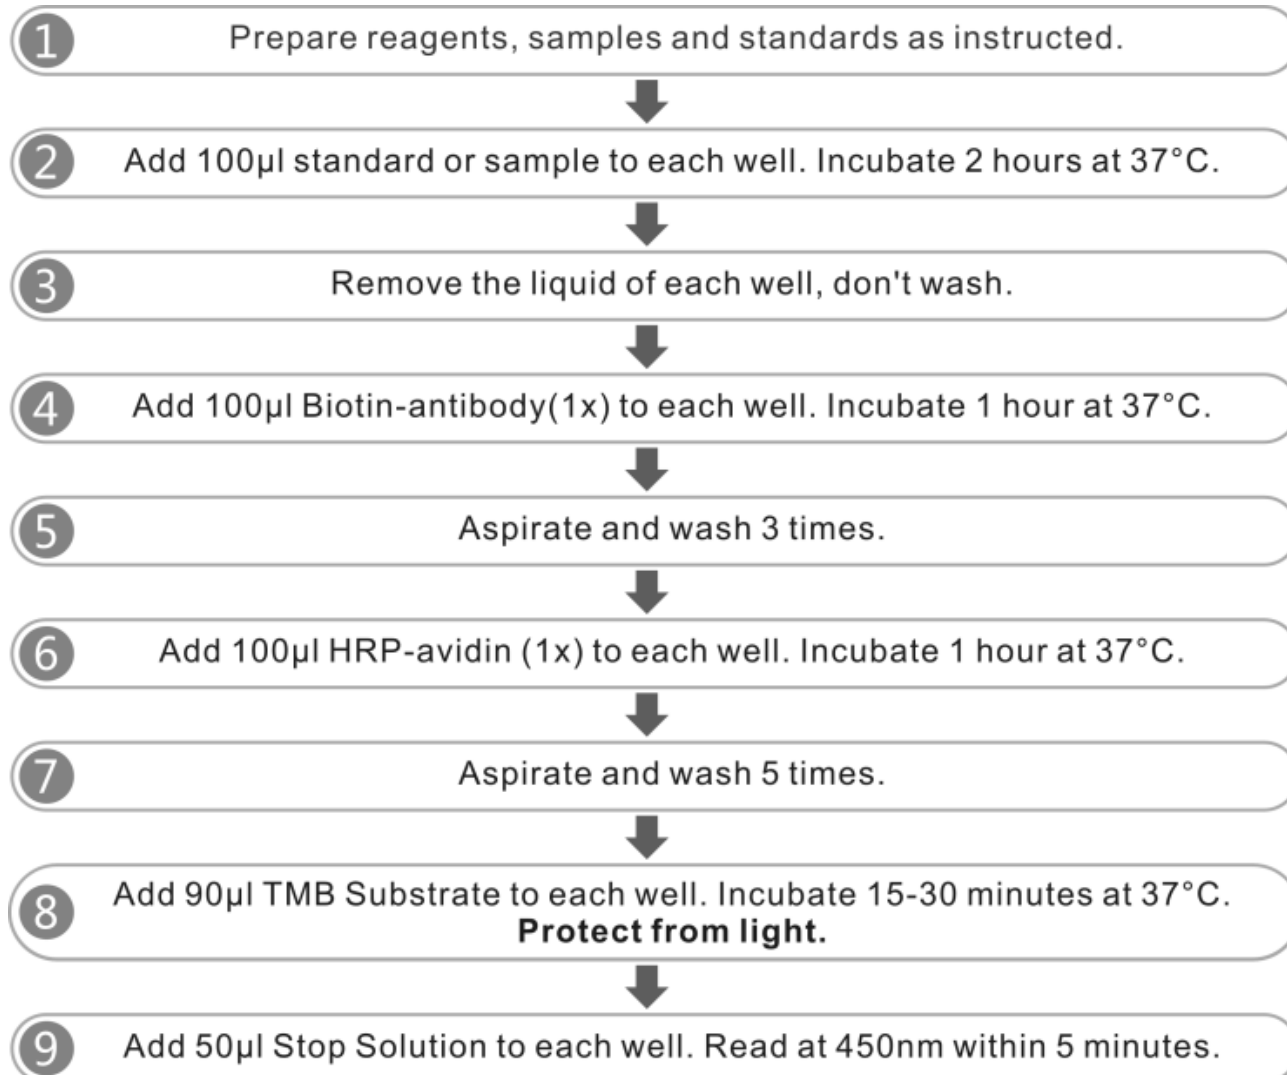 1 Prepare reagents, samples and standards as instructed.
2 Add 100µl standard or sample to each well. Incubate 2 hours at 37°C.
3 Remove the liquid of each well, don't wash.
4 Add 100µl Biotin-antibody(1x) to each well. Incubate 1 hour at 37°C.
5 Aspirate and wash 3 times.
6 Add 100µl HRP-avidin (1x) to each well. Incubate 1 hour at 37°C.
7 Aspirate and wash 5 times.
8 Add 90µl TMB Substrate to each well. Incubate 15-30 minutes at 37°C.
Protect from light.
9 Add 50µl Stop Solution to each well. Read at 450nm within 5 minutes.